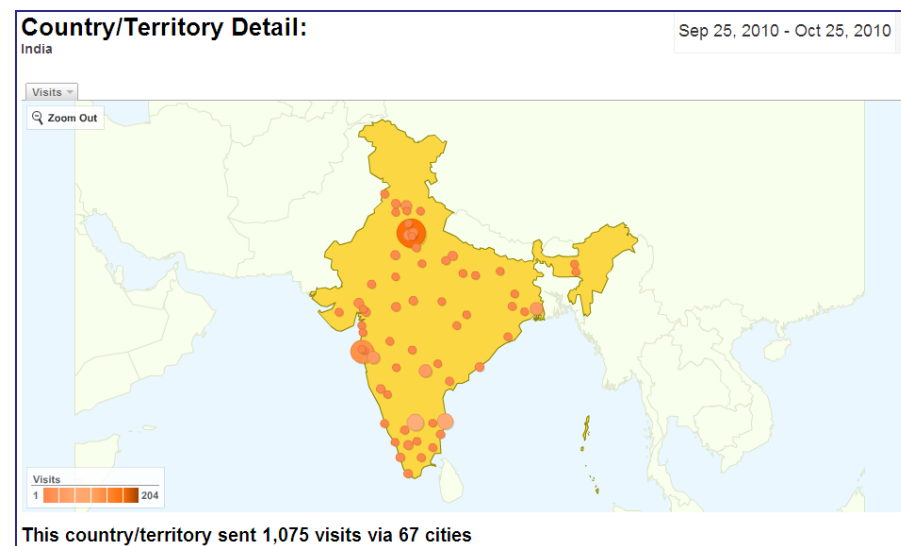 Country/Territory Detail:
India
Sep 25, 2010 - Oct 25, 2010
Visits
Zoom Out
Visits
1 204
This country/territory sent 1,075 visits via 67 cities